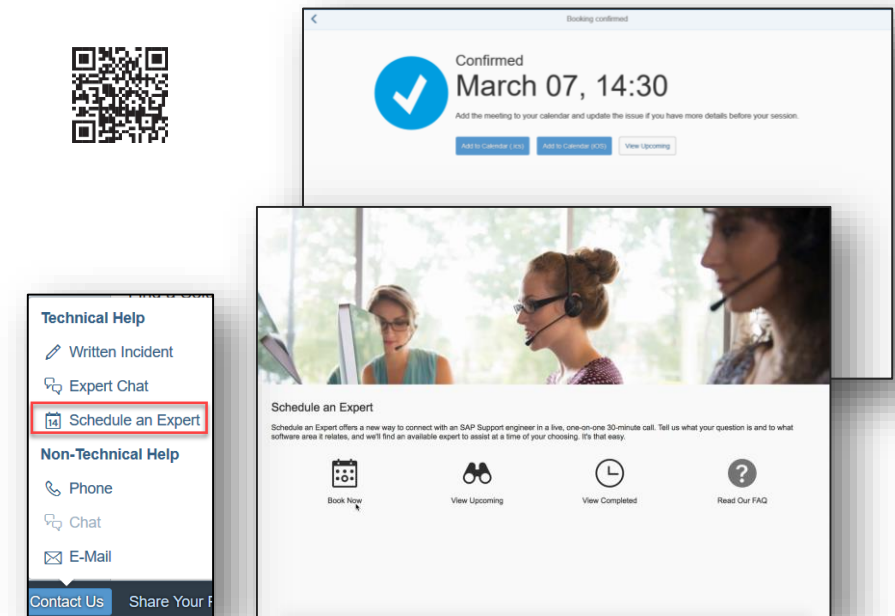 Booking confirmed
Confirmed
March 07, 14:30
Add the meeting to your calendar and update the issue if you have more details before your session.
Add to Calendar (.ics)
Add to Calendar (iOS)
View Upcoming
Technical Help
Written Incident
Expert Chat
14
Schedule an Expert
Non-Technical Help
Phone
Chat
E-Mail
Contact Us
Share Your
Schedule an Expert
Schedule an Expert offers a new way to connect with an SAP Support engineer in a live, one-on-one 30-minute call. Tell us what your question is and to what
software area it relates, and we'll find an available expert to assist at a time of your choosing. It's that easy.
Book Now
View Upcoming
View Completed
?
Read Our FAQ